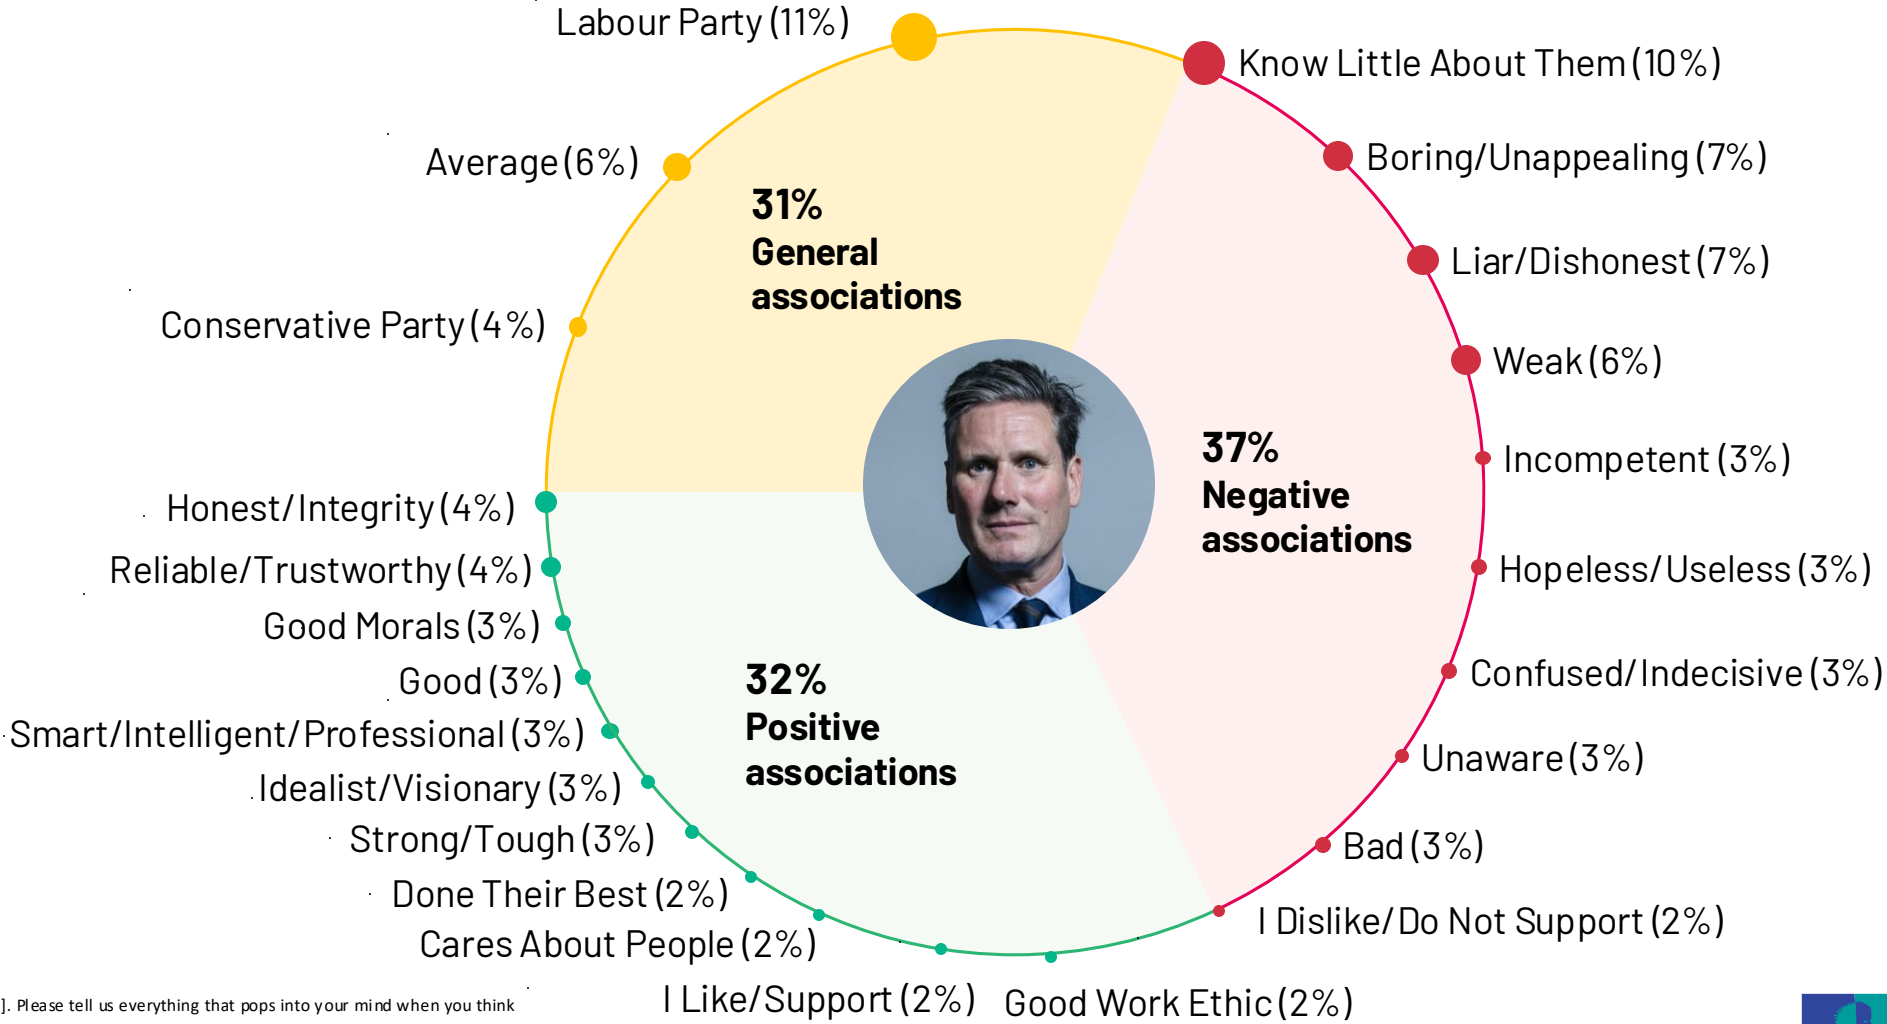 Labour Party (11%)
Know Little About Them (10%)
Average (6%)
Boring/Unappealing (7%)
31%
General
associations
Liar/Dishonest (7%)
Conservative Party (4%)
Weak (6%)
37%
Negative
associations
Incompetent (3%)
Honest/Integrity (4%)
Reliable/Trustworthy (4%)
Hopeless/Useless (3%)
Good Morals (3%)
Good (3%)
Confused/Indecisive (3%)
32%
Positive
associations
Smart/Intelligent/Professional (3%)
Unaware (3%)
Idealist/Visionary (3%)
Strong/Tough (3%)
Bad (3%)
Done Their Best (2%)
I Dislike/Do Not Support (2%)
Cares About People (2%)
I Like/Support (2%)
Good Work Ethic (2%)
]. Please tell us everything that pops into your mind when you think